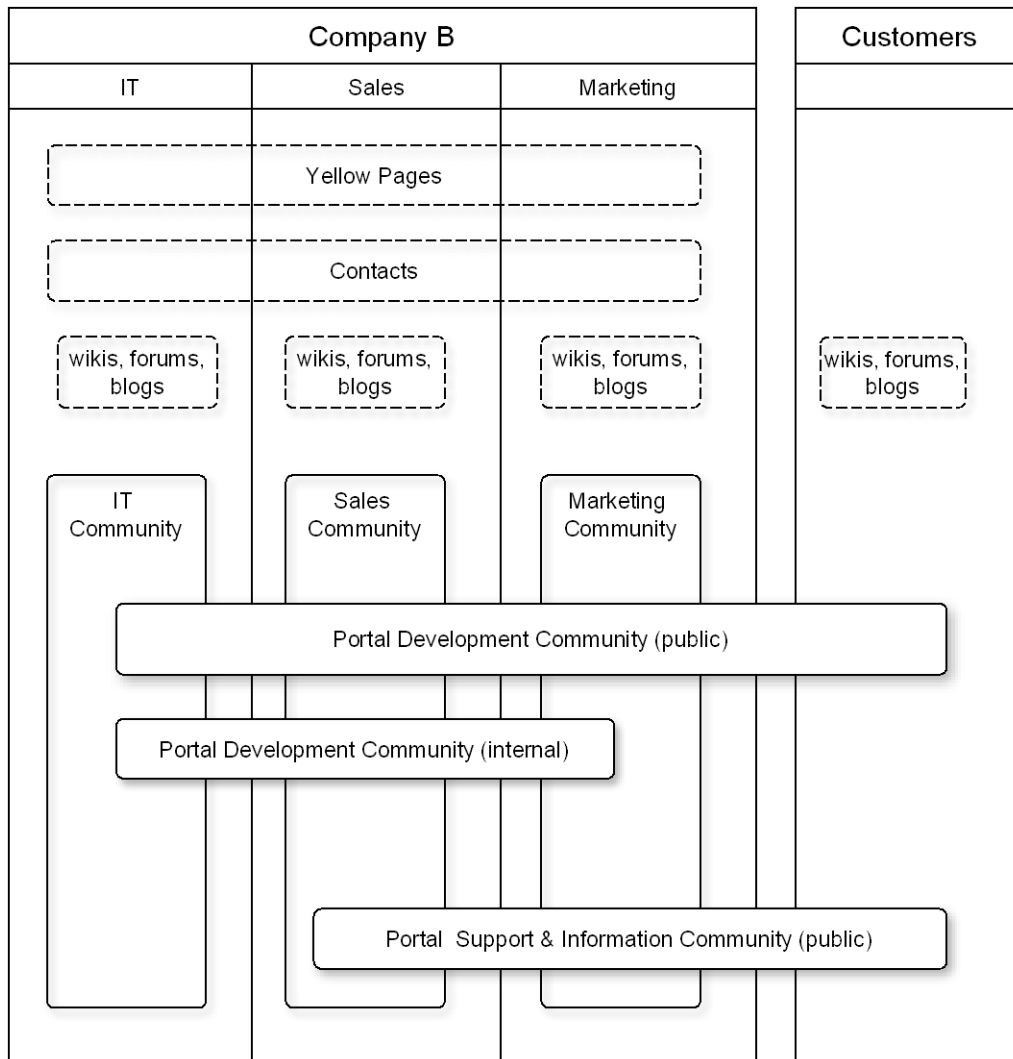 Company B
Customers
IT
Sales
Marketing
Yellow Pages
Contacts
wikis, forums,
blogs
wikis, forums,
blogs
wikis, forums,
blogs
wikis, forums,
blogs
IT
Community
Sales
Community
Marketing
Community
Portal Development Community (public)
Portal Development Community (internal)
Portal Support & Information Community (public)